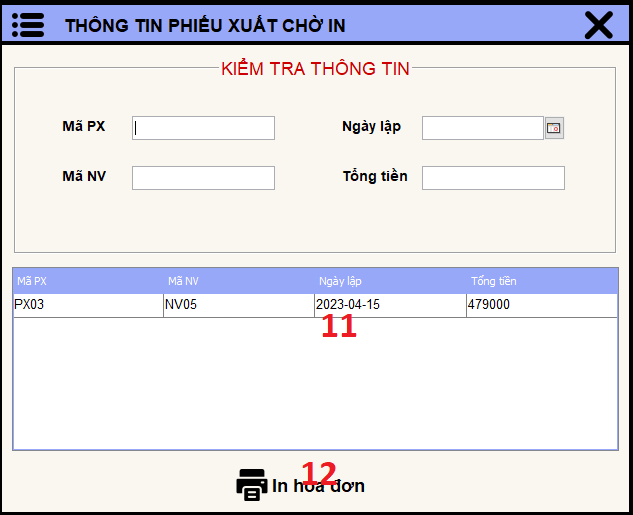 THÔNG TIN PHIẾU XUẤT CHỜ IN
KIỂM TRA THÔNG TIN
Mã PX Ngày lập
Mã NV Tổng tiền
Mã PX Mã NV Ngày lập Tổng tiền
PX03 NV05 2023-04-15 479000
11
12
In hóa đơn